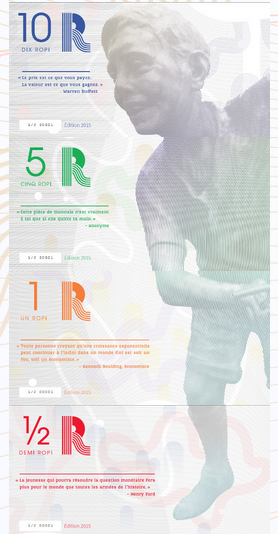 10 R
DIX ROPI
« Le prix est ce que vous payez.
La valeur est ce que vous gagnez. »
Warren Buffett
Édition 2015
5 R
CINQ ROPI
« Cette pièce de monnaie n'est vraiment
à toi que si elle quitte ta main. »
- Anonyme
Édition 2015
1 R
UN ROPI
« Toute personne croyant qu'une croissance exponentielle
peut continuer à l'infini dans un monde fini est soit un
fou, soit un économiste. »
- Kenneth Boulding, économiste
Édition 2015
½ R
DEMI ROPI
« La jeunesse qui pourra résoudre la question monétaire fera
plus pour le monde que toutes les armées de l'histoire. »
- Henry Ford
Édition 2015